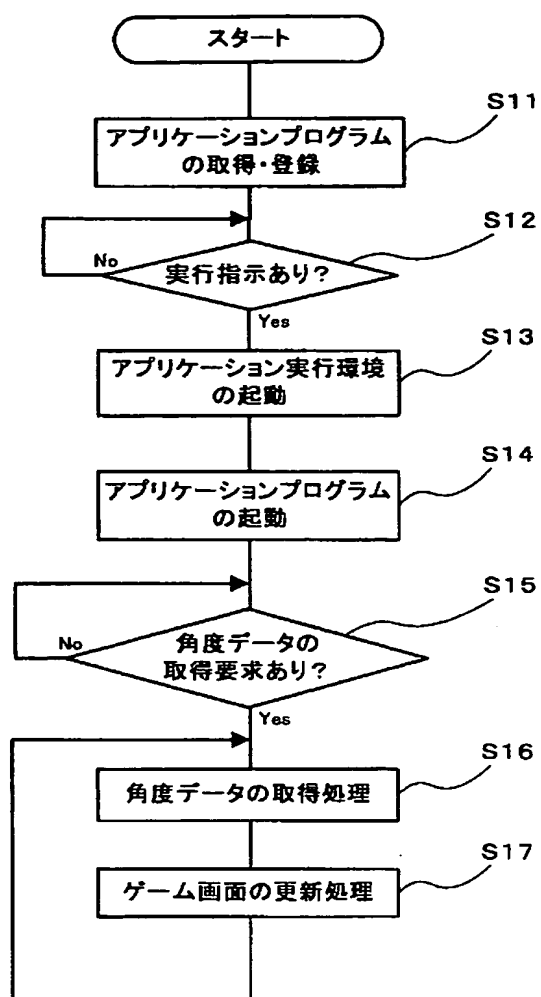 スタート
S11
アプリケーションプログラム
の取得・登録
S12
No
実行指示あり?
Yes
S13
アプリケーション実行環境
の起動
S14
アプリケーションプログラム
の起動
S15
No
角度データの
取得要求あり?
Yes
S16
角度データの取得処理
S17
ゲーム画面の更新処理